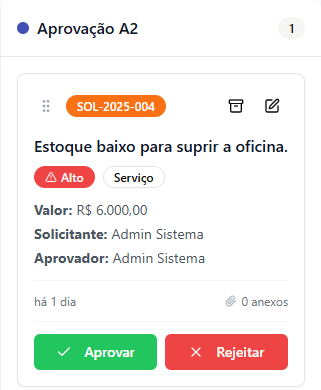 Aprovação A2
1
SOL-2025-004
Estoque baixo para suprir a oficina.
Alto
Serviço
Valor: R$ 6.000,00
Solicitante: Admin Sistema
Aprovador: Admin Sistema
há 1 dia
0 anexos
Aprovar
Rejeitar